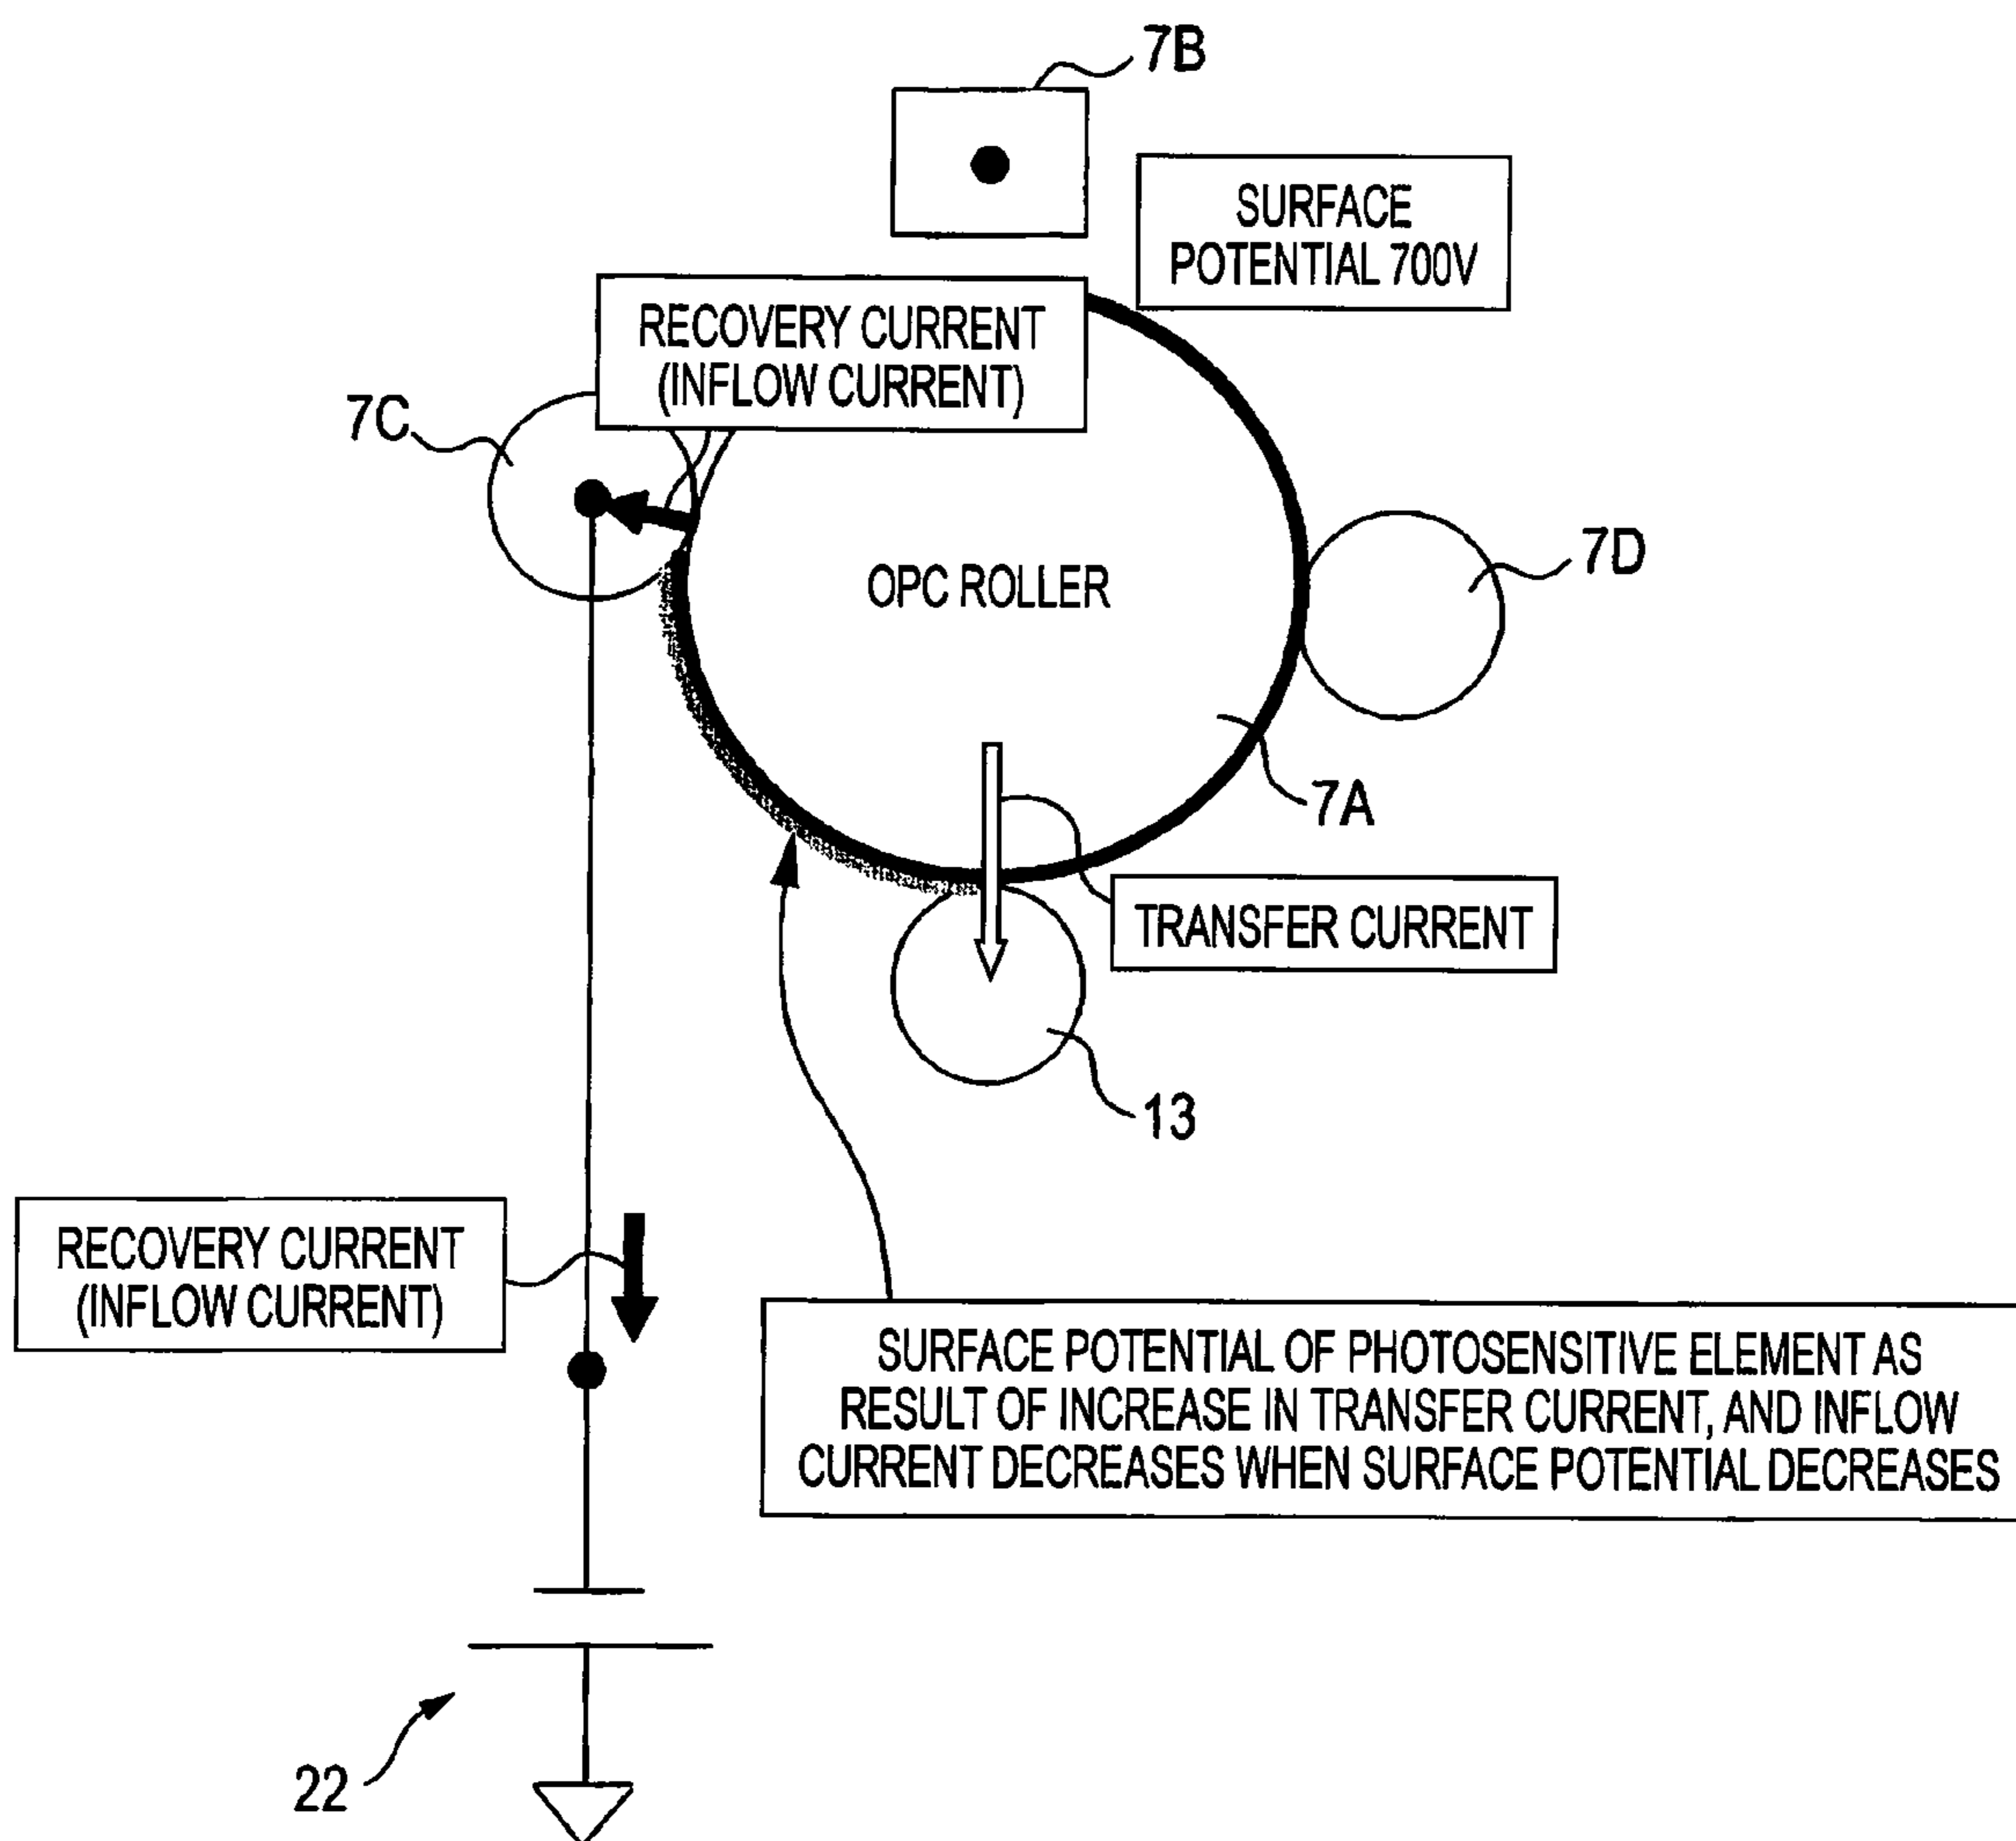 7B
SURFACE
POTENTIAL 700V
RECOVERY CURRENT
(INFLOW CURRENT)
7C
7D
OPC ROLLER
7A
TRANSFER CURRENT
13
RECOVERY CURRENT
(INFLOW CURRENT)
SURFACE POTENTIAL OF PHOTOSENSITIVE ELEMENT AS
RESULT OF INCREASE IN TRANSFER CURRENT, AND INFLOW
CURRENT DECREASES WHEN SURFACE POTENTIAL DECREASES
22